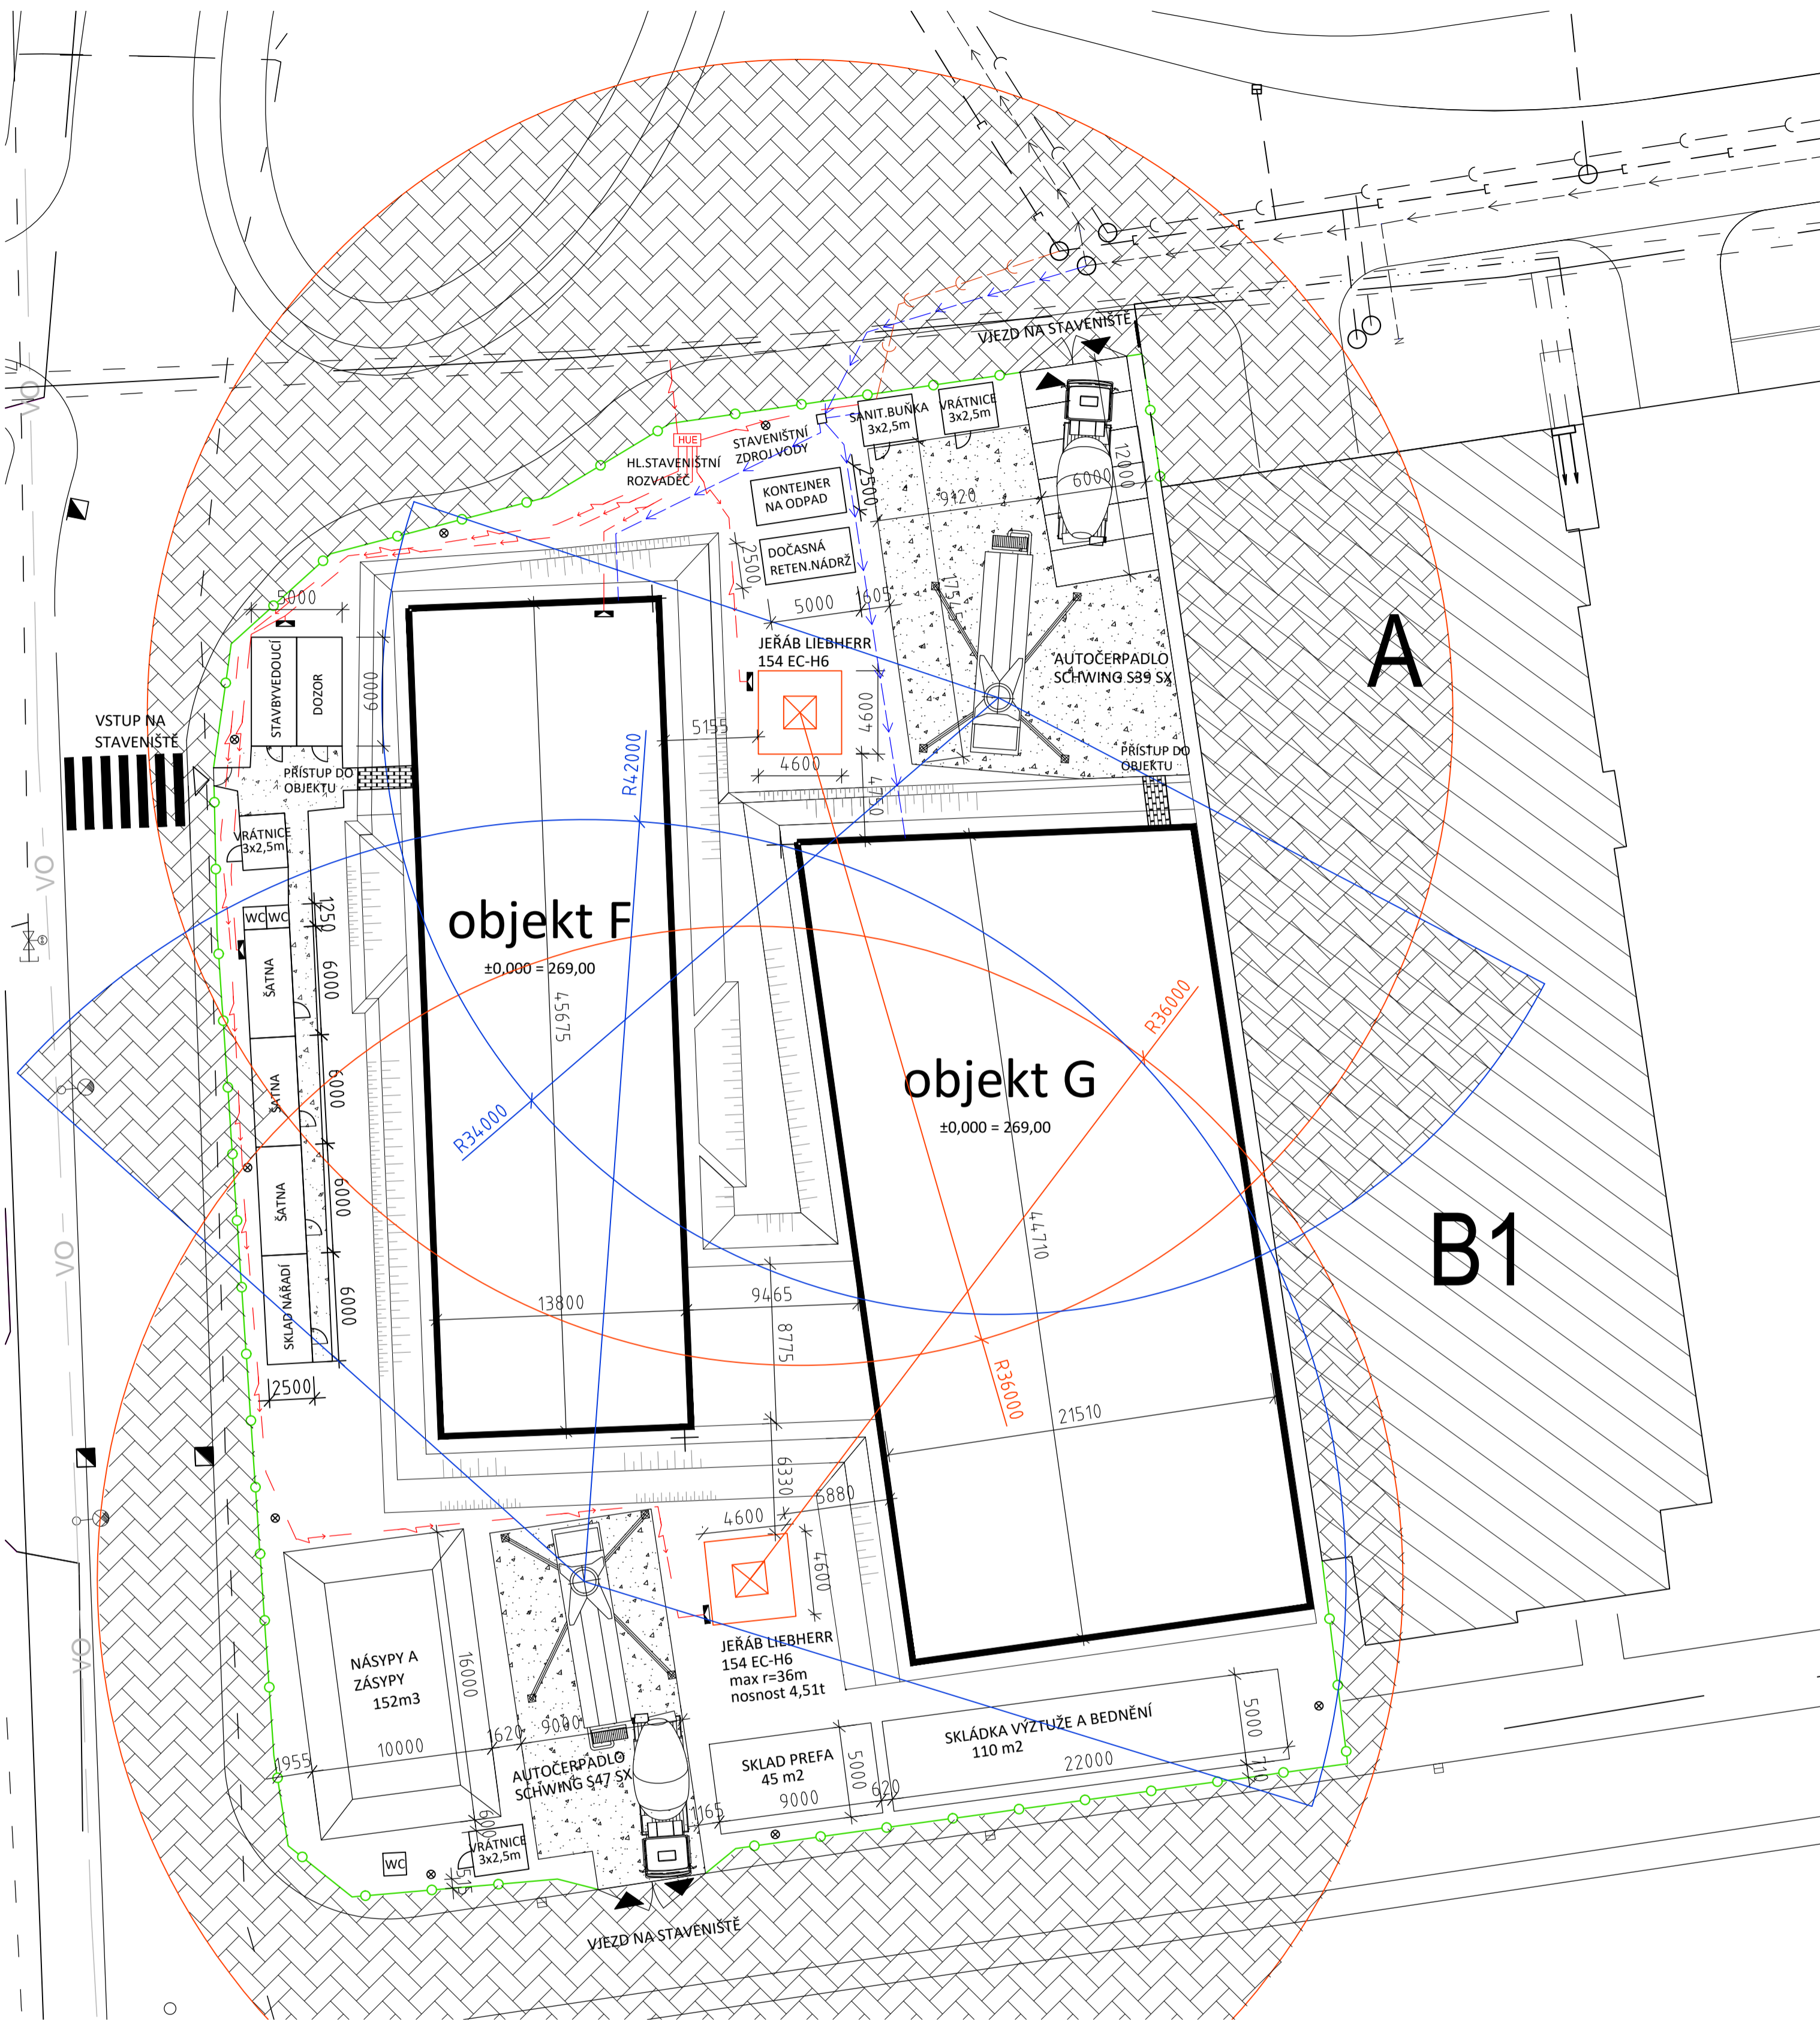 VJEZD NA STAVENIŠTĚ
SANIT.BUŇKA
3x2,5m
VRÁTNICE
3x2,5m
HUE
STAVENIŠTNÍ
ZDROJ VODY
HL.STAVENIŠTNÍ
ROZVADĚČ
KONTEJNER
NA ODPAD
2500
9420
6000
12000
DOČASNÁ
RETEN.NÁDRŽ
2500
5000
1605
17545
5000
STAVBYVEDOUCÍ
DOZOR
6000
JEŘÁB LIEBHERR
154 EC-H6
AUTOČERPADLO
SCHWING S39 SX
A
4600
5155
4600
4750
R42000
VSTUP NA
STAVENIŠTĚ
PŘÍSTUP DO
OBJEKTU
PŘÍSTUP DO
OBJEKTU
VO
VRÁTNICE
3x2,5m
VO
WC
WC
1250
ŠATNA
6000
objekt F
±0,000 = 269,00
45675
R36000
objekt G
±0,000 = 269,00
ŠATNA
6000
R34000
ŠATNA
6000
VO
44710
B1
SKLAD NÁŘADÍ
6000
13800
9465
8775
2500
R36000
21510
6330
5880
4600
4600
NÁSYPY A
ZÁSYPY
152m3
16000
VO
JEŘÁB LIEBHERR
154 EC-H6
max r=36m
nosnost 4,51t
1955
10000
1620
9000
AUTOČERPADLO
SCHWING S47 SX
SKLAD PREFA
45 m2
9000
5000
620
SKLÁDKA VÝZTUŽE A BEDNĚNÍ
110 m2
22000
5000
710
1165
600
VRÁTNICE
3x2,5m
WC
515
VJEZD NA STAVENIŠTĚ